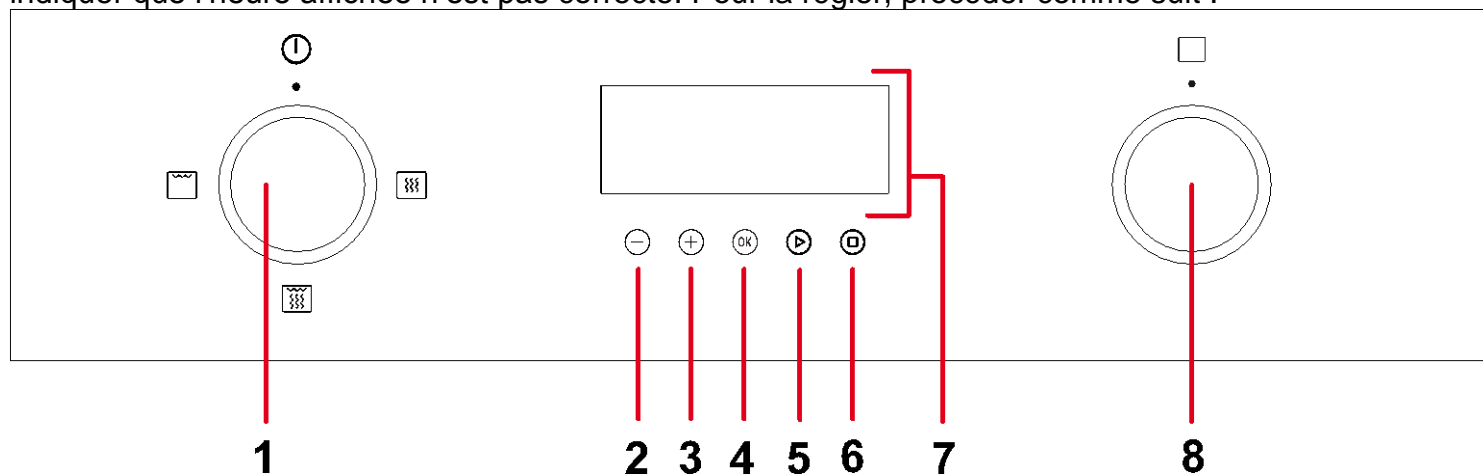 indiquer que l'heure affichée n'est pas correcte. Pour la régler, procéder comme suit :
OK
1 2 3 4 5 6 7 8